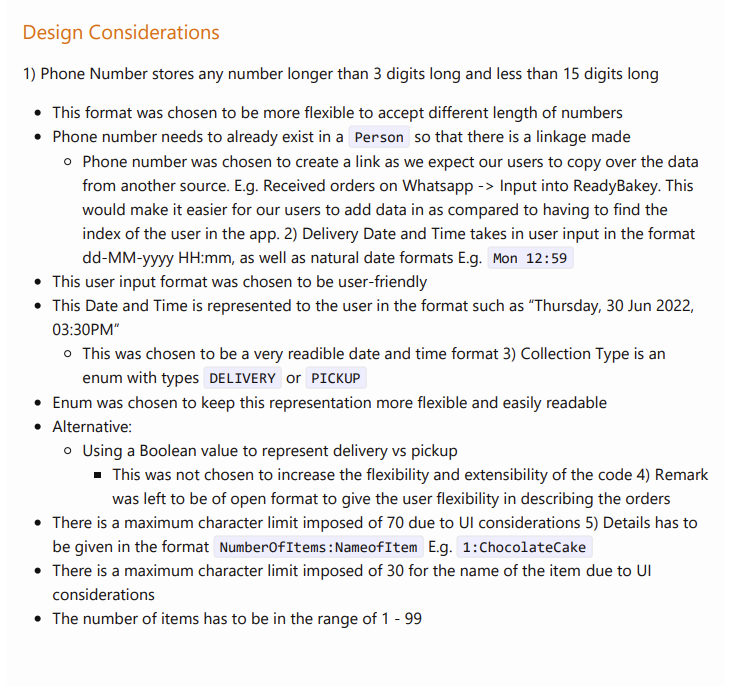 Design Considerations
1) Phone Number stores any number longer than 3 digits long and less than 15 digits long
• This format was chosen to be more flexible to accept different length of numbers
• Phone number needs to already exist in a Person so that there is a linkage made
○ Phone number was chosen to create a link as we expect our users to copy over the data
from another source. E.g. Received orders on Whatsapp -> Input into ReadyBakey. This
would make it easier for our users to add data in as compared to having to find the
index of the user in the app. 2) Delivery Date and Time takes in user input in the format
dd-MM-yyyy HH:mm, as well as natural date formats E.g. Mon 12:59
• This user input format was chosen to be user-friendly
• This Date and Time is represented to the user in the format such as “Thursday, 30 Jun 2022,
03:30PM”
○ This was chosen to be a very readible date and time format 3) Collection Type is an
enum with types DELIVERY or PICKUP
• Enum was chosen to keep this representation more flexible and easily readable
• Alternative:
○ Using a Boolean value to represent delivery vs pickup
▪ This was not chosen to increase the flexibility and extensibility of the code 4) Remark
was left to be of open format to give the user flexibility in describing the orders
• There is a maximum character limit imposed of 70 due to UI considerations 5) Details has to
be given in the format NumberOfItems:NameofItem E.g. 1:ChocolateCake
• There is a maximum character limit imposed of 30 for the name of the item due to UI
considerations
• The number of items has to be in the range of 1 - 99